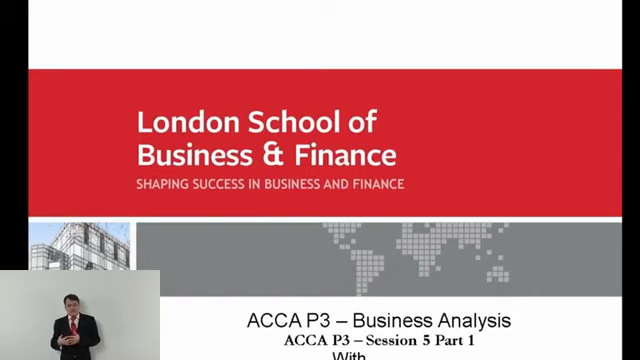 London School of
Business & Finance
SHAPING SUCCESS IN BUSINESS AND FINANCE
ACCA P3 – Business Analysis
ACCA P3 – Session 5 Part 1
With